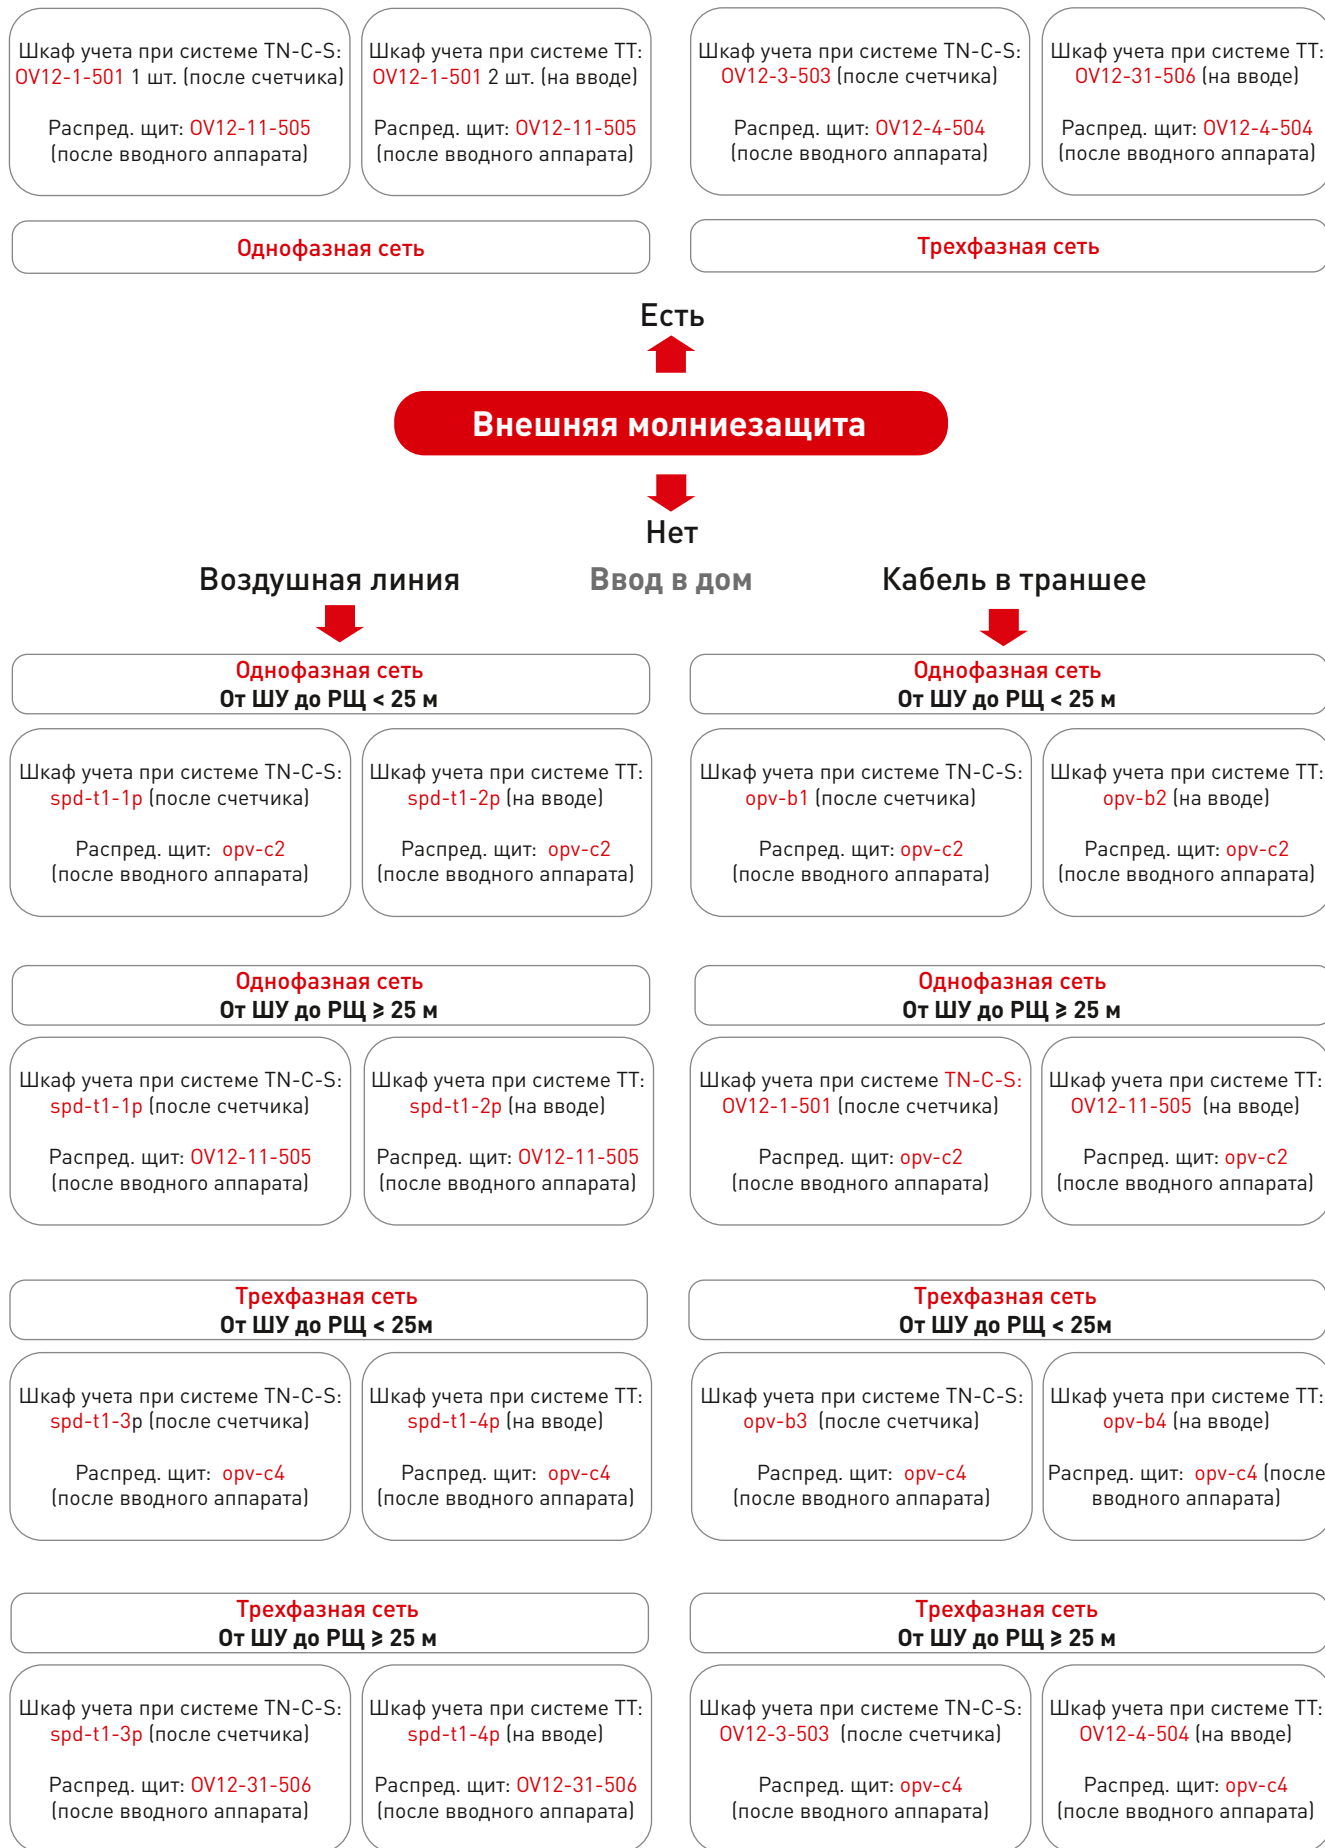 Шкаф учета при системе TN-C-S:
OV12-1-501 1 шт. (после счетчика)
Распред. щит: OV12-11-505
(после вводного аппарата)
Шкаф учета при системе ТТ:
OV12-1-501 2 шт. (на вводе)
Распред. щит: OV12-11-505
(после вводного аппарата)
Шкаф учета при системе TN-C-S:
OV12-3-503 (после счетчика)
Распред. щит: OV12-4-504
(после вводного аппарата)
Шкаф учета при системе ТТ:
OV12-31-506 (на вводе)
Распред. щит: OV12-4-504
(после вводного аппарата)
Однофазная сеть
Трехфазная сеть
Есть
Внешняя молниезащита
Нет
Воздушная линия
Ввод в дом
Кабель в траншее
Однофазная сеть
От ШУ до РЩ < 25 м
Однофазная сеть
От ШУ до РЩ < 25 м
Шкаф учета при системе TN-C-S:
spd-t1-1p (после счетчика)
Распред. щит: opv-c2
(после вводного аппарата)
Шкаф учета при системе ТТ:
spd-t1-2p (на вводе)
Распред. щит: opv-c2
(после вводного аппарата)
Шкаф учета при системе TN-C-S:
opv-b1 (после счетчика)
Распред. щит: opv-c2
(после вводного аппарата)
Шкаф учета при системе ТТ:
opv-b2 (на вводе)
Распред. щит: opv-c2
(после вводного аппарата)
Однофазная сеть
От ШУ до РЩ ⩾ 25 м
Однофазная сеть
От ШУ до РЩ ⩾ 25 м
Шкаф учета при системе TN-C-S:
spd-t1-1p (после счетчика)
Распред. щит: OV12-11-505
(после вводного аппарата)
Шкаф учета при системе ТТ:
spd-t1-2p (на вводе)
Распред. щит: OV12-11-505
(после вводного аппарата)
Шкаф учета при системе TN-C-S:
OV12-1-501 (после счетчика)
Распред. щит: opv-c2
(после вводного аппарата)
Шкаф учета при системе ТТ:
OV12-11-505 (на вводе)
Распред. щит: opv-c2
(после вводного аппарата)
Трехфазная сеть
От ШУ до РЩ < 25м
Трехфазная сеть
От ШУ до РЩ < 25м
Шкаф учета при системе TN-C-S:
spd-t1-3p (после счетчика)
Распред. щит: opv-c4
(после вводного аппарата)
Шкаф учета при системе ТТ:
spd-t1-4p (на вводе)
Распред. щит: opv-c4
(после вводного аппарата)
Шкаф учета при системе TN-C-S:
opv-b3 (после счетчика)
Распред. щит: opv-c4
(после вводного аппарата)
Шкаф учета при системе ТТ:
opv-b4 (на вводе)
Распред. щит: opv-c4 (после
вводного аппарата)
Трехфазная сеть
От ШУ до РЩ ⩾ 25 м
Трехфазная сеть
От ШУ до РЩ ⩾ 25 м
Шкаф учета при системе TN-C-S:
spd-t1-3p (после счетчика)
Распред. щит: OV12-31-506
(после вводного аппарата)
Шкаф учета при системе ТТ:
spd-t1-4p (на вводе)
Распред. щит: OV12-31-506
(после вводного аппарата)
Шкаф учета при системе TN-C-S:
OV12-3-503 (после счетчика)
Распред. щит: opv-c4
(после вводного аппарата)
Шкаф учета при системе ТТ:
OV12-4-504 (на вводе)
Распред. щит: opv-c4
(после вводного аппарата)